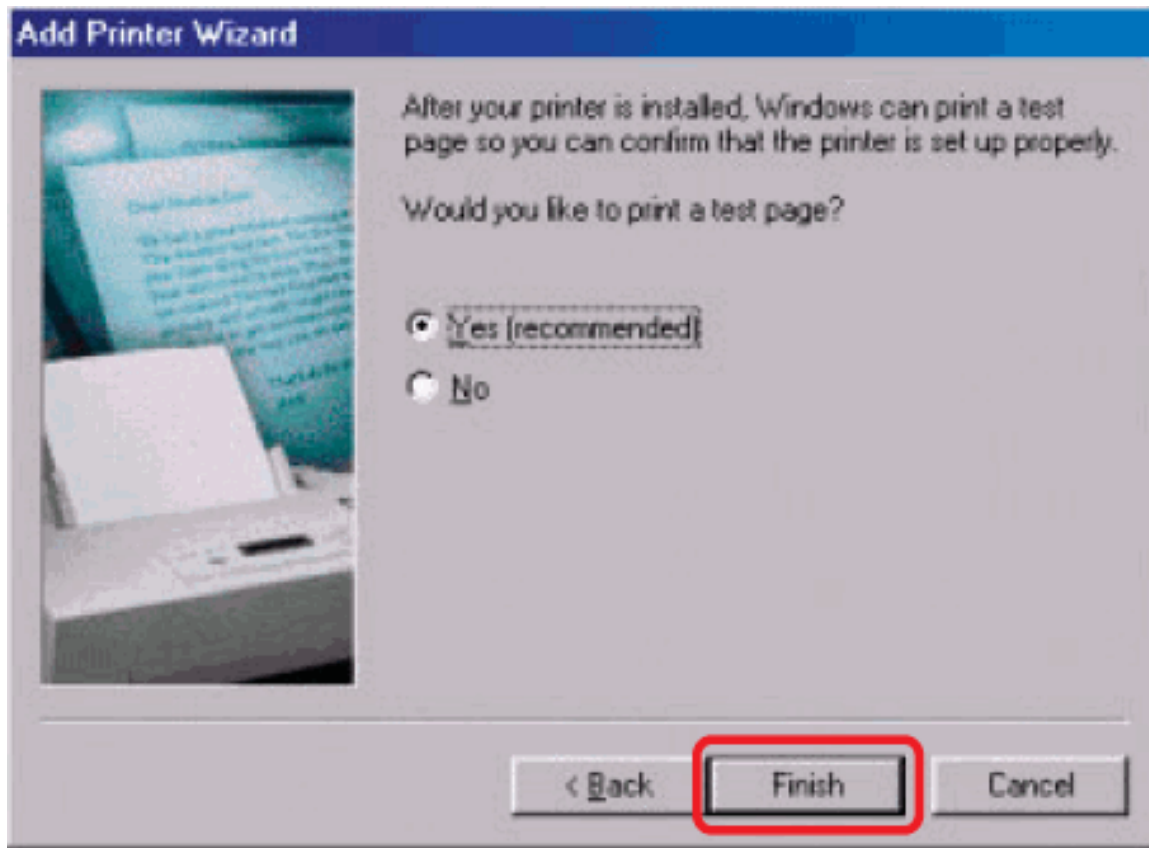 Add Printer Wizard
After your printer is installed, Windows can print a test
page so you can confirm that the printer is set up properly.
Would you like to print a test page?
Yes (recommended)
No
< Back
Finish
Cancel